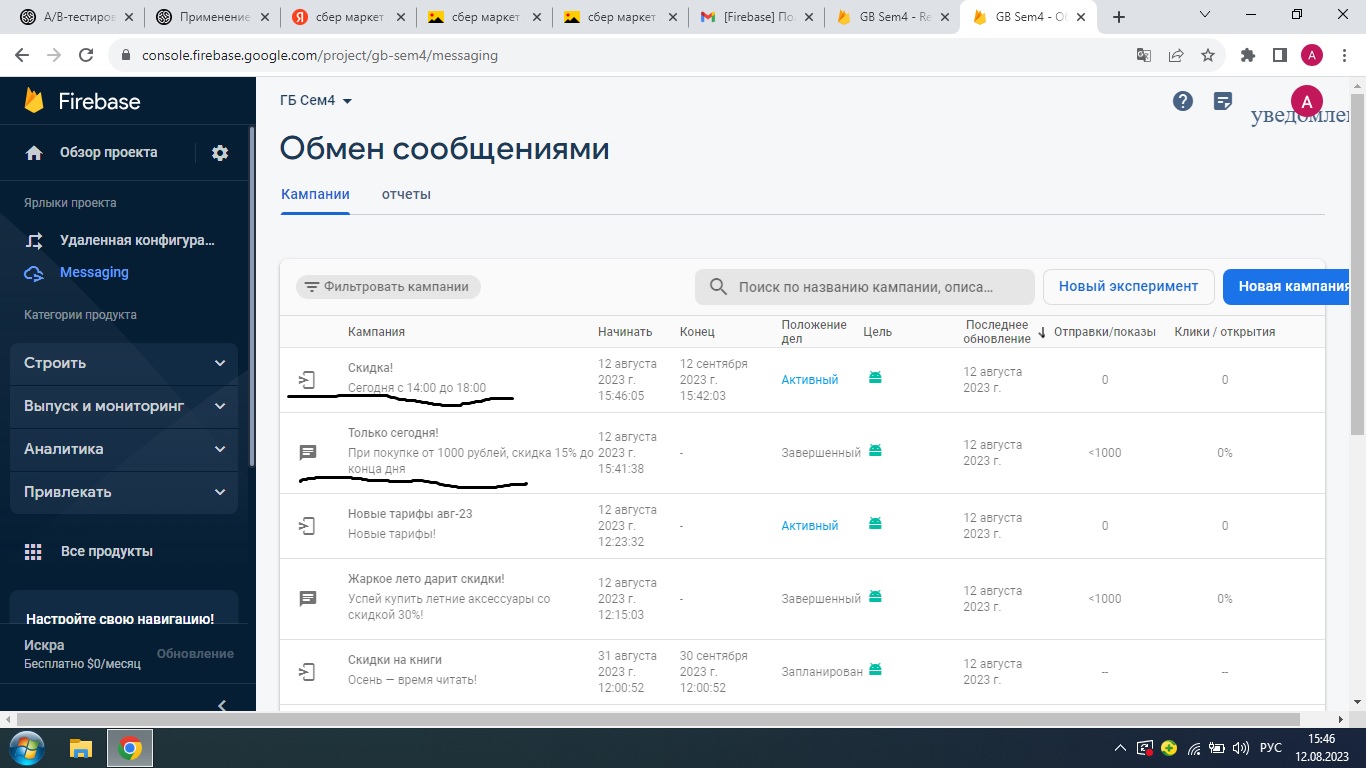 А/В-тестиров
Применение
сбер маркет
сбер маркет
сбер маркет
[Firebase] По
GB Sem4 - Re
GB Sem4 - Об
console.firebase.google.com/project/gb-sem4/messaging
A
Firebase
ГБ Сем4
A
уведомлен
Обзор проекта
Обмен сообщениями
Ярлыки проекта
Кампании отчеты
Удаленная конфигура...
Messaging
Категории продукта
Фильтровать кампании
Поиск по названию кампании, описа...
Новый эксперимент
Новая кампания
Кампания
Начинать
Конец
Положение
дел
Цель
Последнее
обновление
Отправки/показы
Клики / открытия
Строить
Выпуск и мониторинг
Аналитика
Привлекать
Все продукты
Настройте свою навигацию!
Искра
Бесплатно $0/месяц
Обновление
Скидка!
Сегодня с 14:00 до 18:00
12 августа
2023 г.
15:46:05
12 сентября
2023 г.
15:42:03
Активный
12 августа
2023 г.
0
0
Только сегодня!
При покупке от 1000 рублей, скидка 15% до
конца дня
12 августа
2023 г.
15:41:38
-
Завершенный
12 августа
2023 г.
<1000
0%
Новые тарифы авг-23
Новые тарифы!
12 августа
2023 г.
12:23:32
-
Активный
12 августа
2023 г.
0
0
Жаркое лето дарит скидки!
Успей купить летние аксессуары со
скидкой 30%!
12 августа
2023 г.
12:15:03
-
Завершенный
12 августа
2023 г.
<1000
0%
Скидки на книги
Осень — время читать!
31 августа
2023 г.
12:00:52
30 сентября
2023 г.
12:00:52
Запланирован
12 августа
2023 г.
--
--
РУС
15:46
12.08.2023